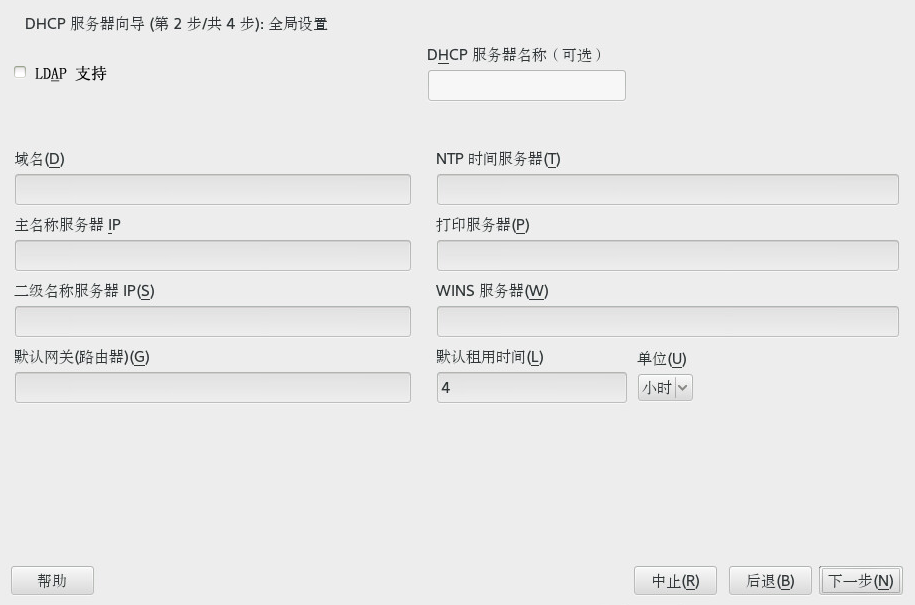 DHCP 服务器向导 (第 2 步/共 4 步): 全局设置
LDAP 支持
DHCP 服务器名称（可选）
域名(D)
NTP 时间服务器(T)
主名称服务器 IP
打印服务器(P)
二级名称服务器 IP(S)
WINS 服务器(W)
默认网关(路由器)(G)
默认租用时间(L)
单位(U)
4
小时
帮助
中止(R)
后退(B)
下一步(N)